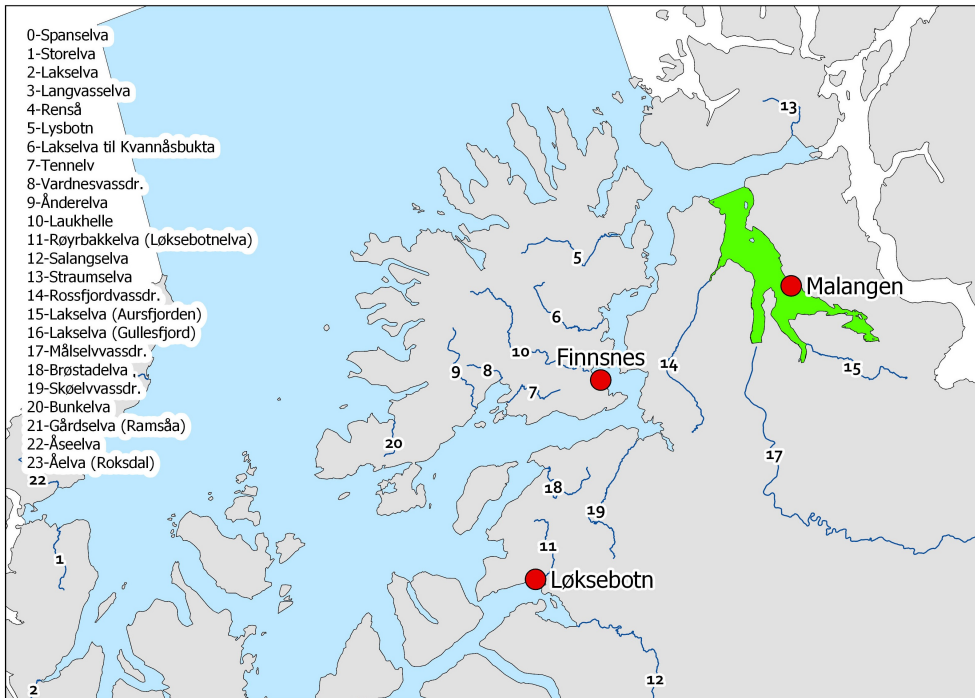 0-Spanselva
1-Storelva
2-Lakselva
3-Langvasselva
4-Renså
5-Lysbotn
6-Lakselva til Kvannåsbukta
7-Tennelv
8-Vardnesvassdr.
9-Ånderelva
10-Laukhelle
11-Røyrbakkelva (Løksebotnelva)
12-Salangselva
13-Straumselva
14-Rossfjordvassdr.
15-Lakselva (Aursfjorden)
16-Lakselva (Gullesfjord)
17-Målselvvassdr.
18-Brøstadelva
19-Skøelvvassdr.
20-Bunkelva
21-Gårdselva (Ramsåa)
22-Åseelva
23-Åelva (Roksdal)
13
5
Malangen
6
10
Finnsnes
14
15
9
8
7
20
17
22
18
19
11
1
Løksebotn
12
2